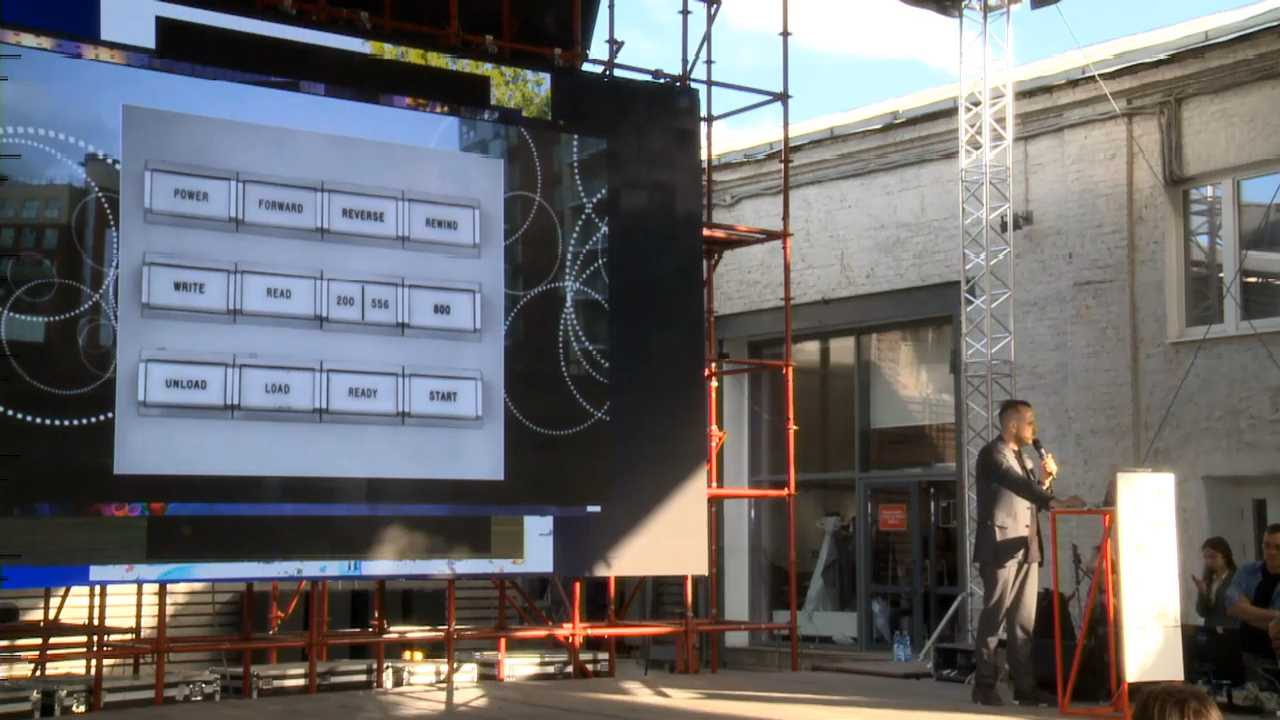 POWER FORWARD REVERSE REWIND
WRITE READ 200 556 800
UNLOAD LOAD READY START